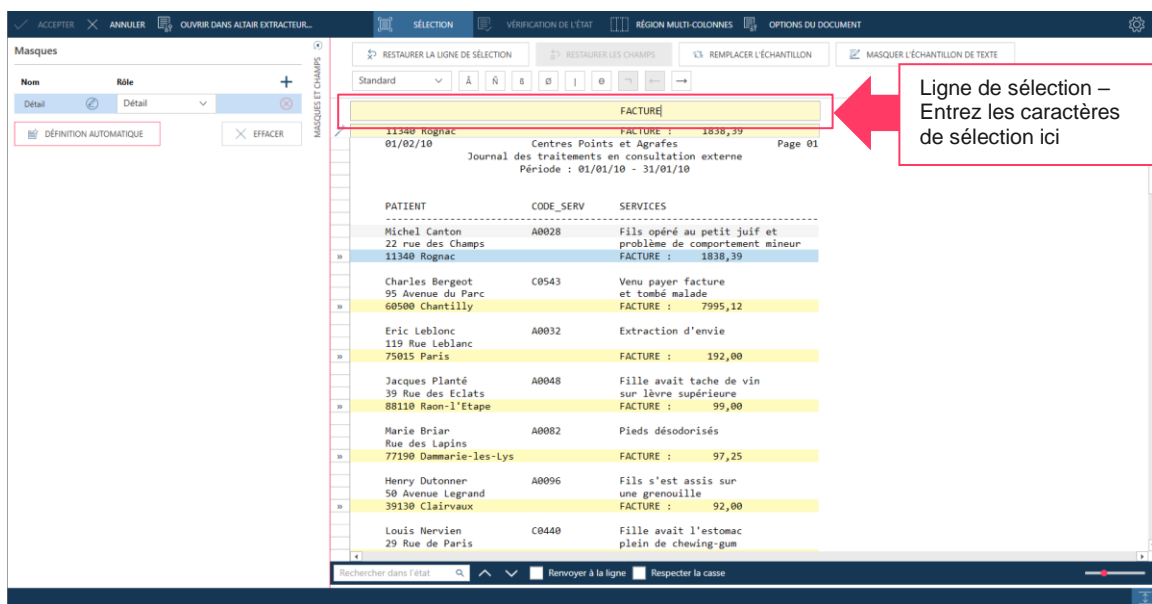 ACCEPTER ANNULER OUVRIR DANS ALTAIR EXTRACTEUR... SÉLECTION VÉRIFICATION DE L'ÉTAT RÉGION MULTI-COLONNES OPTIONS DU DOCUMENT
Masques
Nom Rôle
Détail Détail
DÉFINITION AUTOMATIQUE EFFACER
MASQUES ET CHAMPS
RESTAURER LA LIGNE DE SÉLECTION RESTAURER LES CHAMPS REMPLACER L'ÉCHANTILLON MASQUER L'ÉCHANTILLON DE TEXTE
Standard Ã Ñ ß Ø | ɵ ¬ ← →
FACTURE
Ligne de sélection –
Entrez les caractères
de sélection ici
11340 Rognac FACTURE : 1838,39
01/02/10 Centres Points et Agrafes Page 01
Journal des traitements en consultation externe
Période : 01/01/10 - 31/01/10
PATIENT CODE_SERV SERVICES
Michel Canton A0028 Fils opéré au petit juif et
22 rue des Champs problème de comportement mineur
» 11340 Rognac FACTURE : 1838,39
Charles Bergeot C0543 Venu payer facture
95 Avenue du Parc et tombé malade
» 60500 Chantilly FACTURE : 7995,12
Eric Leblonc A0032 Extraction d'envie
119 Rue Leblanc
» 75015 Paris FACTURE : 192,00
Jacques Planté A0048 Fille avait tache de vin
39 Rue des Eclats sur lèvre supérieure
» 88110 Raon-l'Etape FACTURE : 99,00
Marie Briar A0082 Pieds désodorisés
Rue des Lapins
» 77190 Dammarie-les-Lys FACTURE : 97,25
Henry Dutonner A0096 Fils s'est assis sur
50 Avenue Legrand une grenouille
» 39130 Clairvaux FACTURE : 92,00
Louis Nervien C0440 Fille avait l'estomac
29 Rue de Paris plein de chewing-gum
Rechercher dans l'état Renvoyer à la ligne Respecter la casse